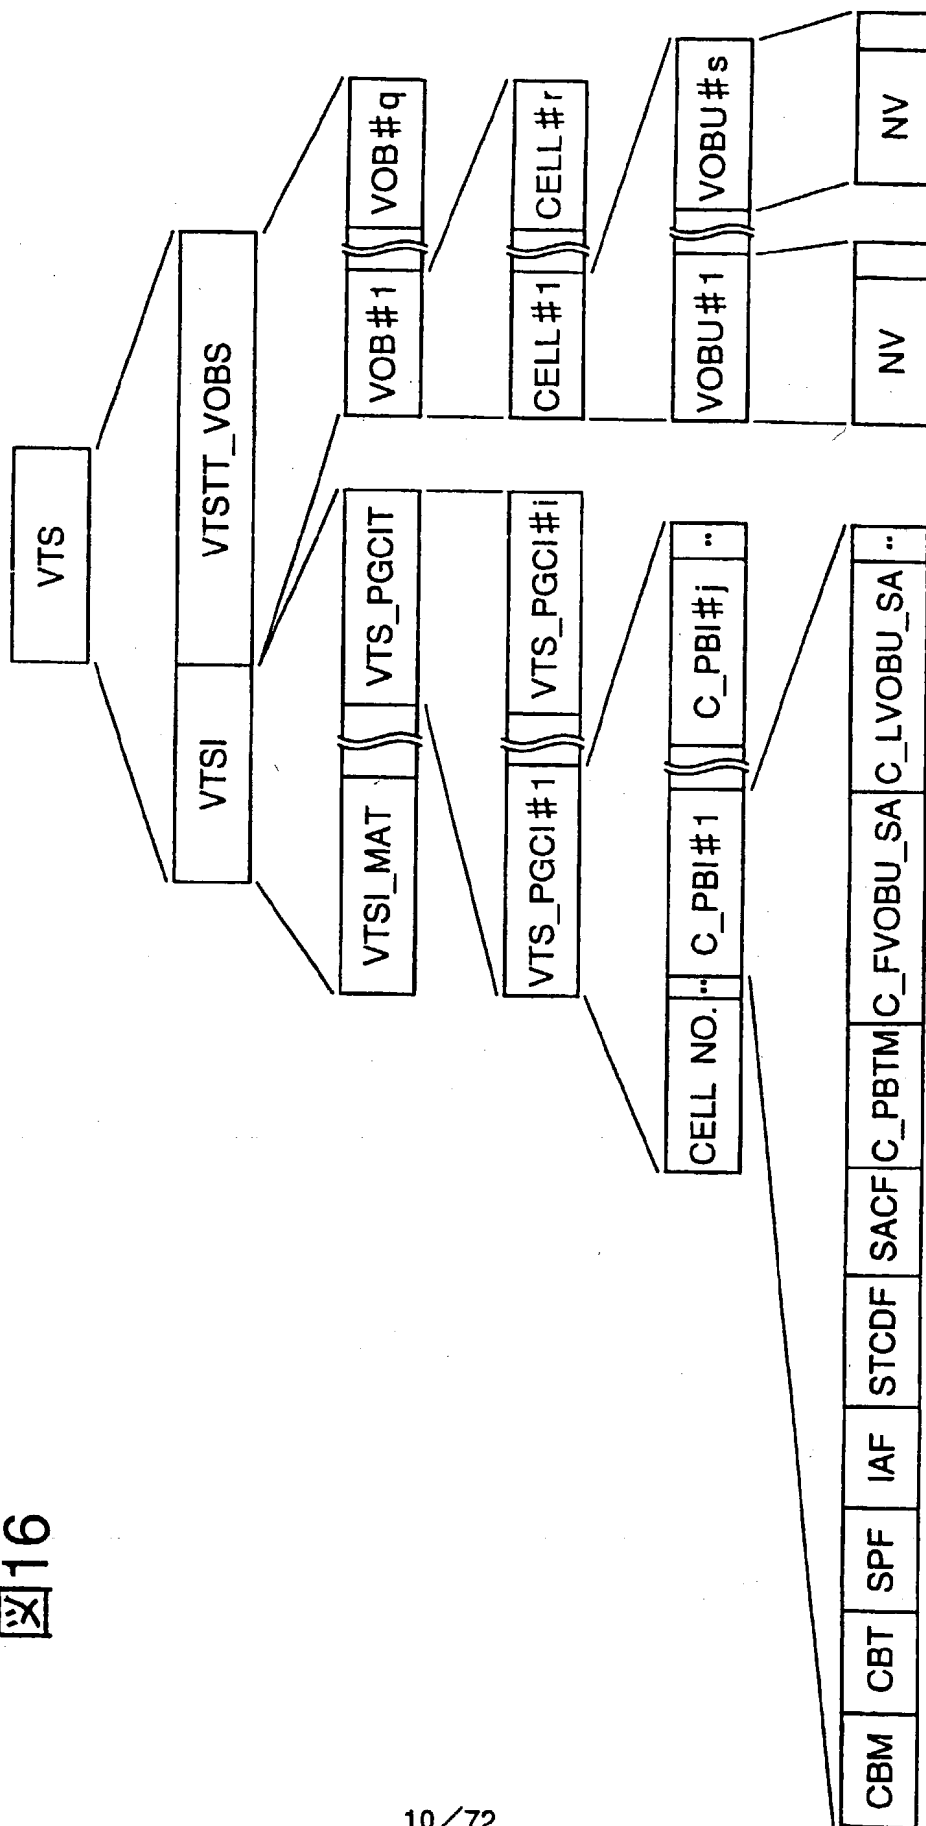 図16
VTS
VTSI VTSTT_VOBS
VTSI_MAT VTS_PGCIT VOB#1 VOB#q
VTS_PGCI#1 VTS_PGCI#i CELL#1 CELL#r
CELL NO. ‥ C_PBI#1 C_PBI#j ‥ VOBU#1 VOBU#s
CBM CBT SPF IAF STCDF SACF C_PBTM C_FVOBU_SA C_LVOBU_SA ‥ NV NV
10/72